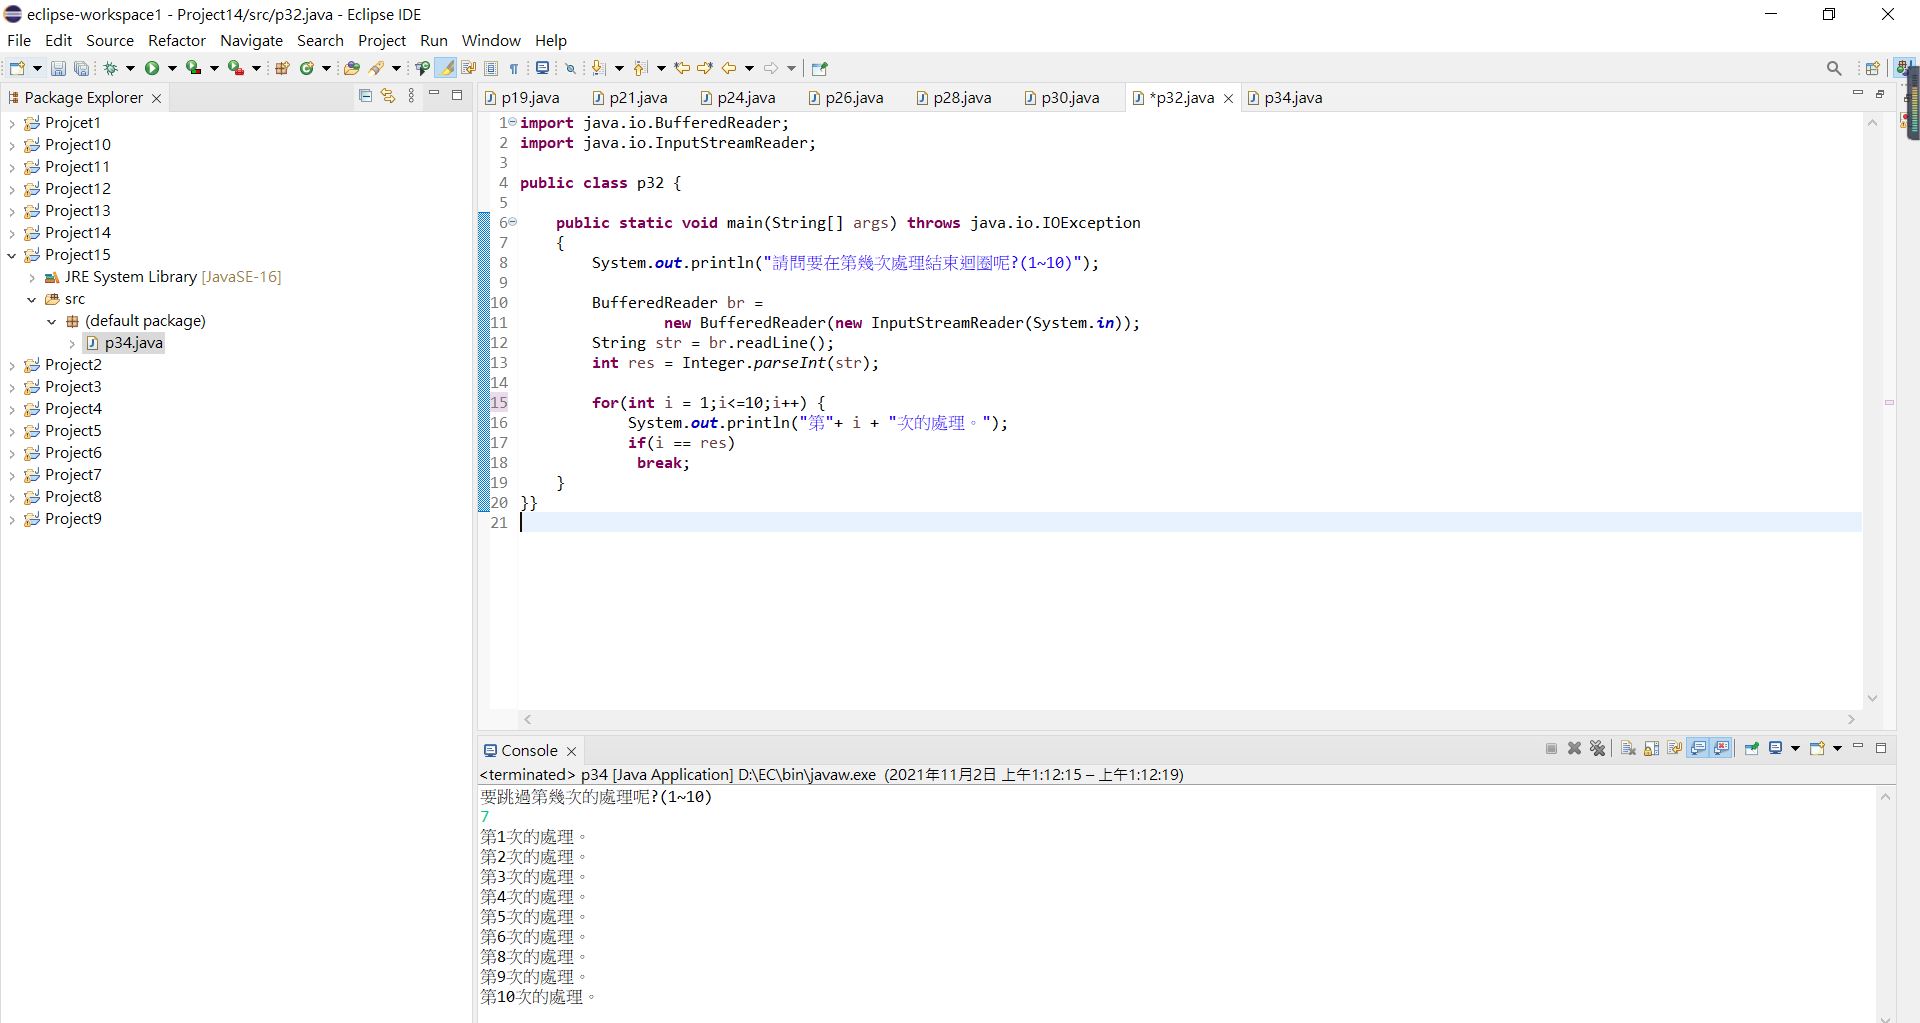 eclipse-workspace1 - Project14/src/p32.java - Eclipse IDE
File Edit Source Refactor Navigate Search Project Run Window Help
Package Explorer
Projcet1
Project10
Project11
Project12
Project13
Project14
Project15
JRE System Library [JavaSE-16]
src
(default package)
p34.java
Project2
Project3
Project4
Project5
Project6
Project7
Project8
Project9
p19.java p21.java p24.java p26.java p28.java p30.java *p32.java p34.java
1 import java.io.BufferedReader;
2 import java.io.InputStreamReader;
3
4 public class p32 {
5
6 public static void main(String[] args) throws java.io.IOException
7 {
8 System.out.println("請問要在第幾次處理結束迴圈呢?(1~10)");
9
10 BufferedReader br =
11 new BufferedReader(new InputStreamReader(System.in));
12 String str = br.readLine();
13 int res = Integer.parseInt(str);
14
15 for(int i = 1;i<=10;i++) {
16 System.out.println("第"+ i + "次的處理。");
17 if(i == res)
18 break;
19 }
20 }}
21
Console
<terminated> p34 [Java Application] D:\EC\bin\javaw.exe (2021年11月2日 上午1:12:15 – 上午1:12:19)
要跳過第幾次的處理呢?(1~10)
7
第1次的處理。
第2次的處理。
第3次的處理。
第4次的處理。
第5次的處理。
第6次的處理。
第8次的處理。
第9次的處理。
第10次的處理。